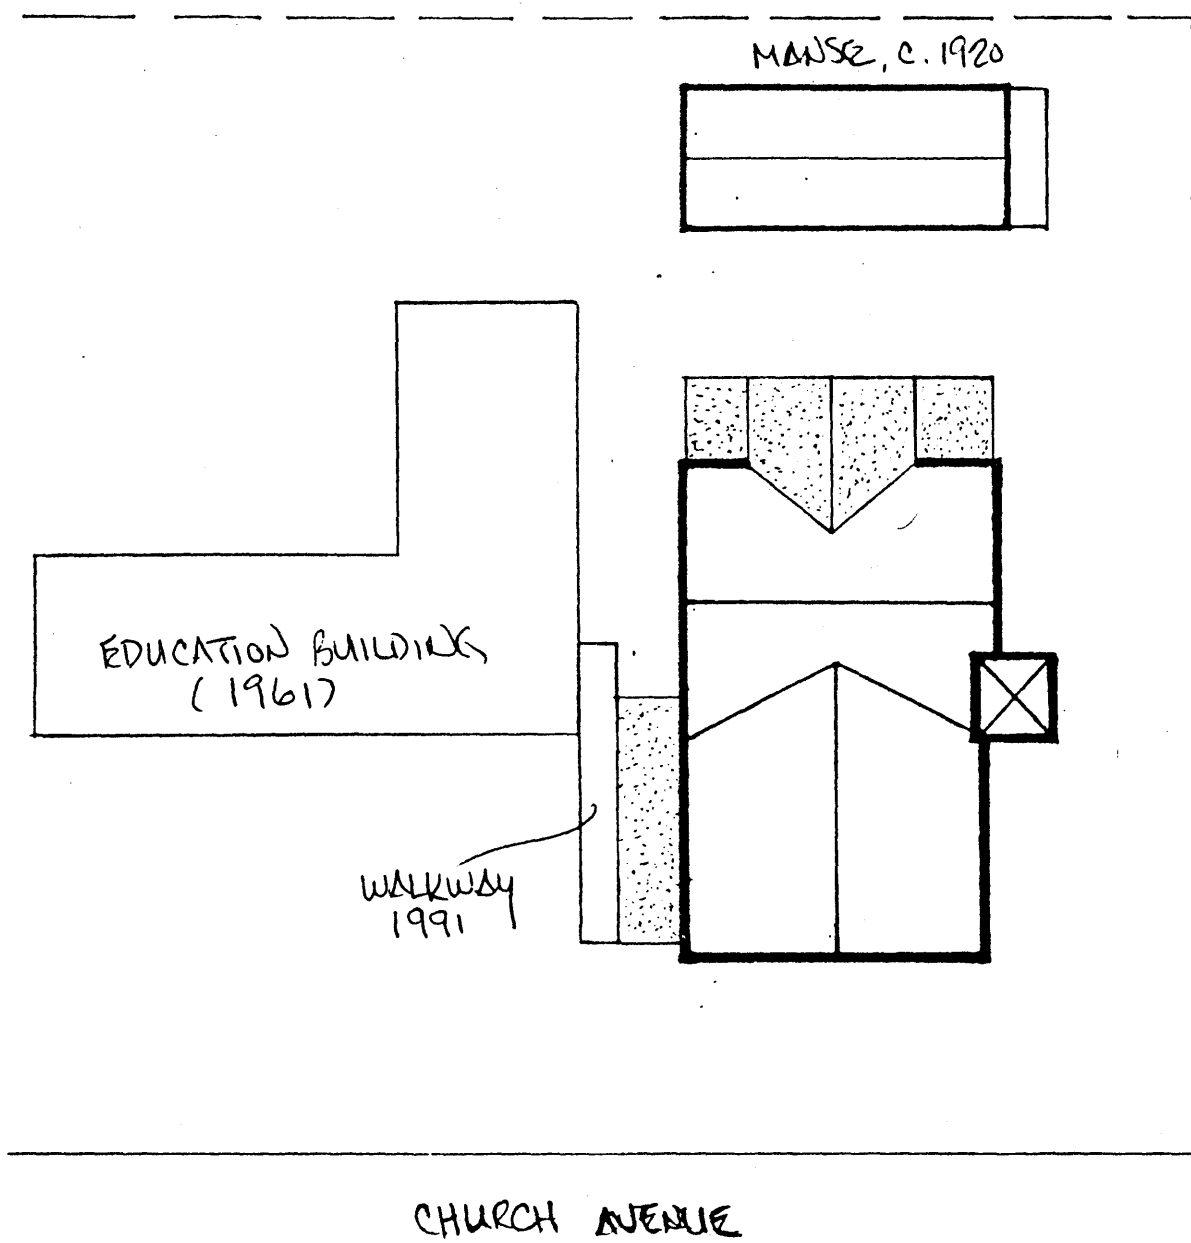 MANSE, C. 1920
EDUCATION BUILDING
(1961)
WALKWAY
1991
CHURCH AVENUE